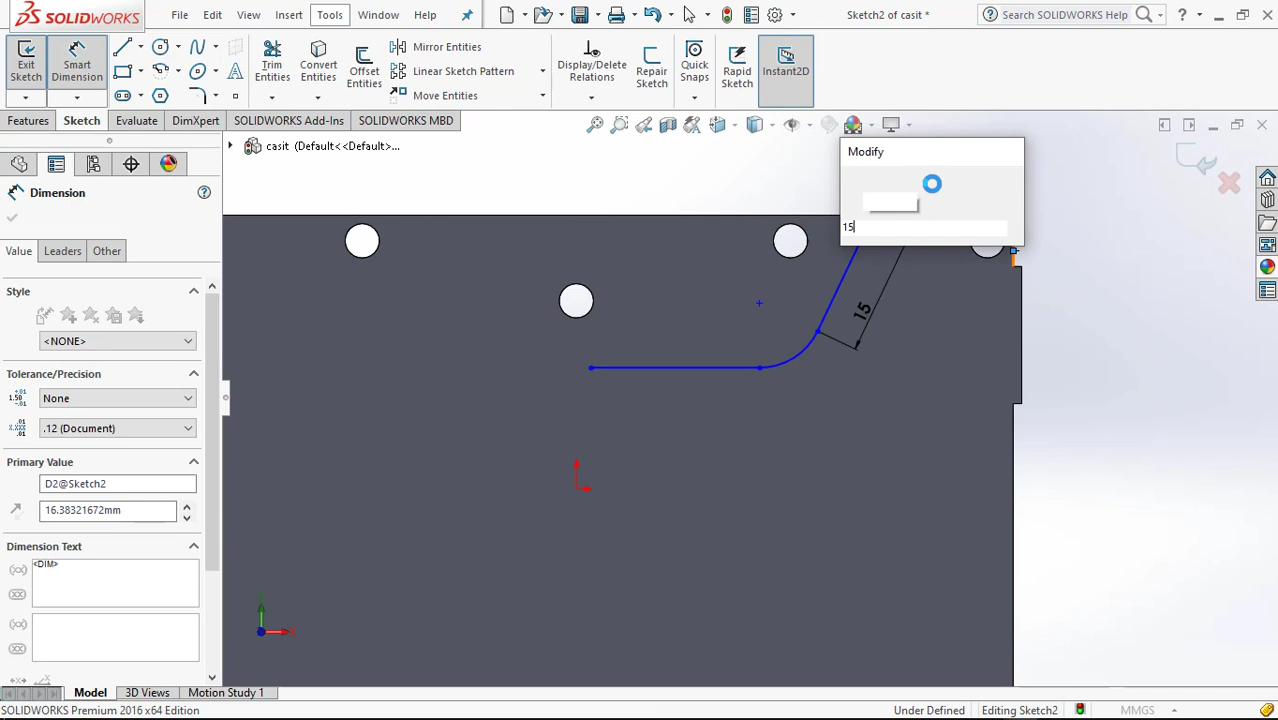 SOLIDWORKS File Edit View Insert Tools Window Help Sketch2 of casit * Search SOLIDWORKS Help ?
Exit Sketch
Smart Dimension
Trim Entities
Convert Entities
Offset Entities
Mirror Entities
Linear Sketch Pattern
Move Entities
Display/Delete Relations
Repair Sketch
Quick Snaps
Rapid Sketch
Instant2D
Features Sketch Evaluate DimXpert SOLIDWORKS Add-Ins SOLIDWORKS MBD
casit (Default<<Default>...
Modify
15
Dimension
Value Leaders Other
Style
<NONE>
Tolerance/Precision
None
.12 (Document)
Primary Value
D2@Sketch2
16.38321672mm
Dimension Text
<DIM>
15
Model 3D Views Motion Study 1
SOLIDWORKS Premium 2016 x64 Edition Under Defined Editing Sketch2 MMGS